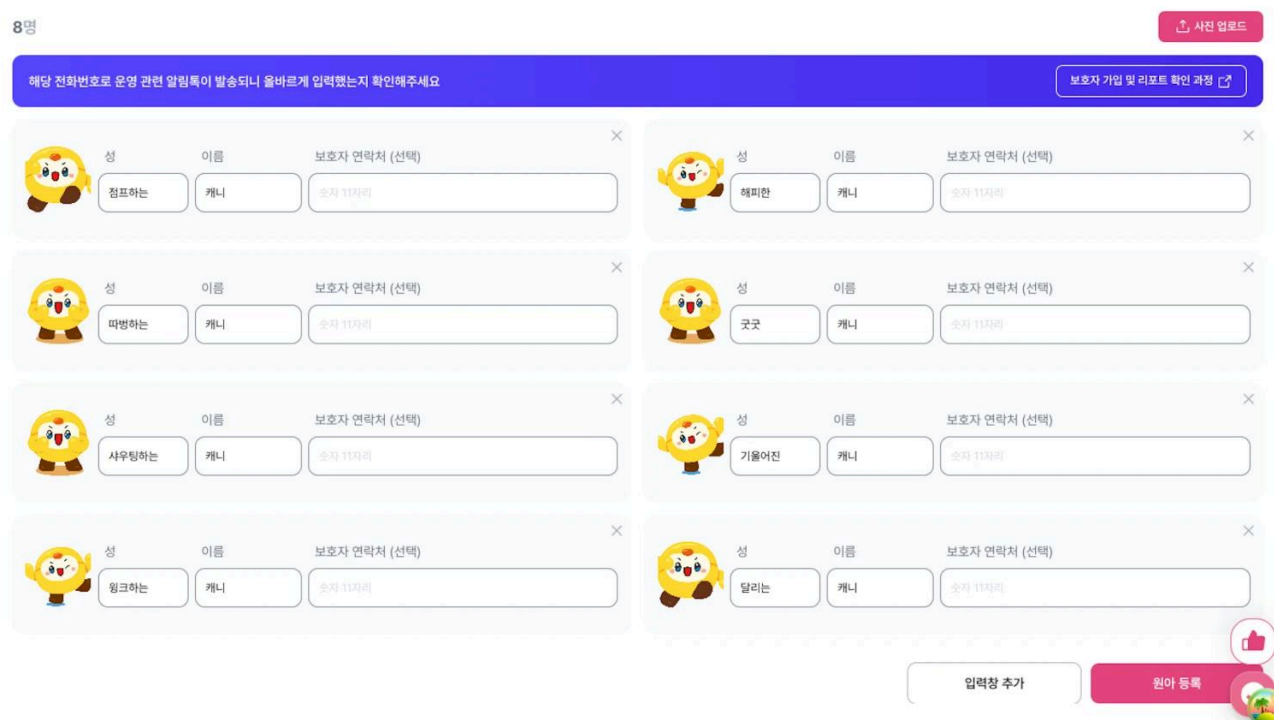 8명
사진 업로드
해당 전화번호로 운영 관련 알림톡이 발송되니 올바르게 입력했는지 확인해주세요
보호자 가입 및 리포트 확인 과정
성 이름 보호자 연락처 (선택)
점프하는 캐니 숫자 11자리
성 이름 보호자 연락처 (선택)
해피한 캐니 숫자 11자리
성 이름 보호자 연락처 (선택)
따벙하는 캐니 숫자 11자리
성 이름 보호자 연락처 (선택)
굿굿 캐니 숫자 11자리
성 이름 보호자 연락처 (선택)
샤우팅하는 캐니 숫자 11자리
성 이름 보호자 연락처 (선택)
기울어진 캐니 숫자 11자리
성 이름 보호자 연락처 (선택)
윙크하는 캐니 숫자 11자리
성 이름 보호자 연락처 (선택)
달리는 캐니 숫자 11자리
입력창 추가
원아 등록